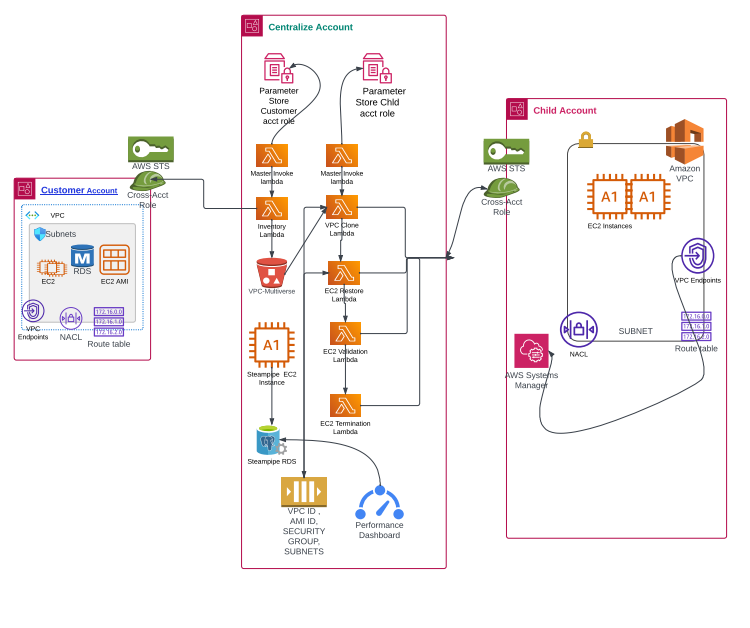 Centralize Account
Parameter
Store
Customer
acct role
Parameter
Store Chld
acct role
Master Invoke
lambda
Master Invoke
lambda
Inventory
Lambda
VPC Clone
Lambda
VPC-Multiverse
EC2 Restore
Lambda
A1
Steampipe EC2
Instance
EC2 Validation
Lambda
EC2 Termination
Lambda
Steampipe RDS
VPC ID ,
AMI ID,
SECURITY
GROUP,
SUBNETS
Performance
Dashboard
AWS STS
Cross-Acct
Role
Customer Account
VPC
Subnets
M
RDS
EC2
EC2 AMI
VPC
Endpoints
NACL
172.16.0.0
172.16.1.0
172.16.2.0
Route table
AWS STS
Cross-Acct
Role
Child Account
Amazon
VPC
A1
A1
EC2 Instances
VPC Endpoints
NACL
SUBNET
172.16.0.0
172.16.1.0
172.16.2.0
Route table
AWS Systems
Manager